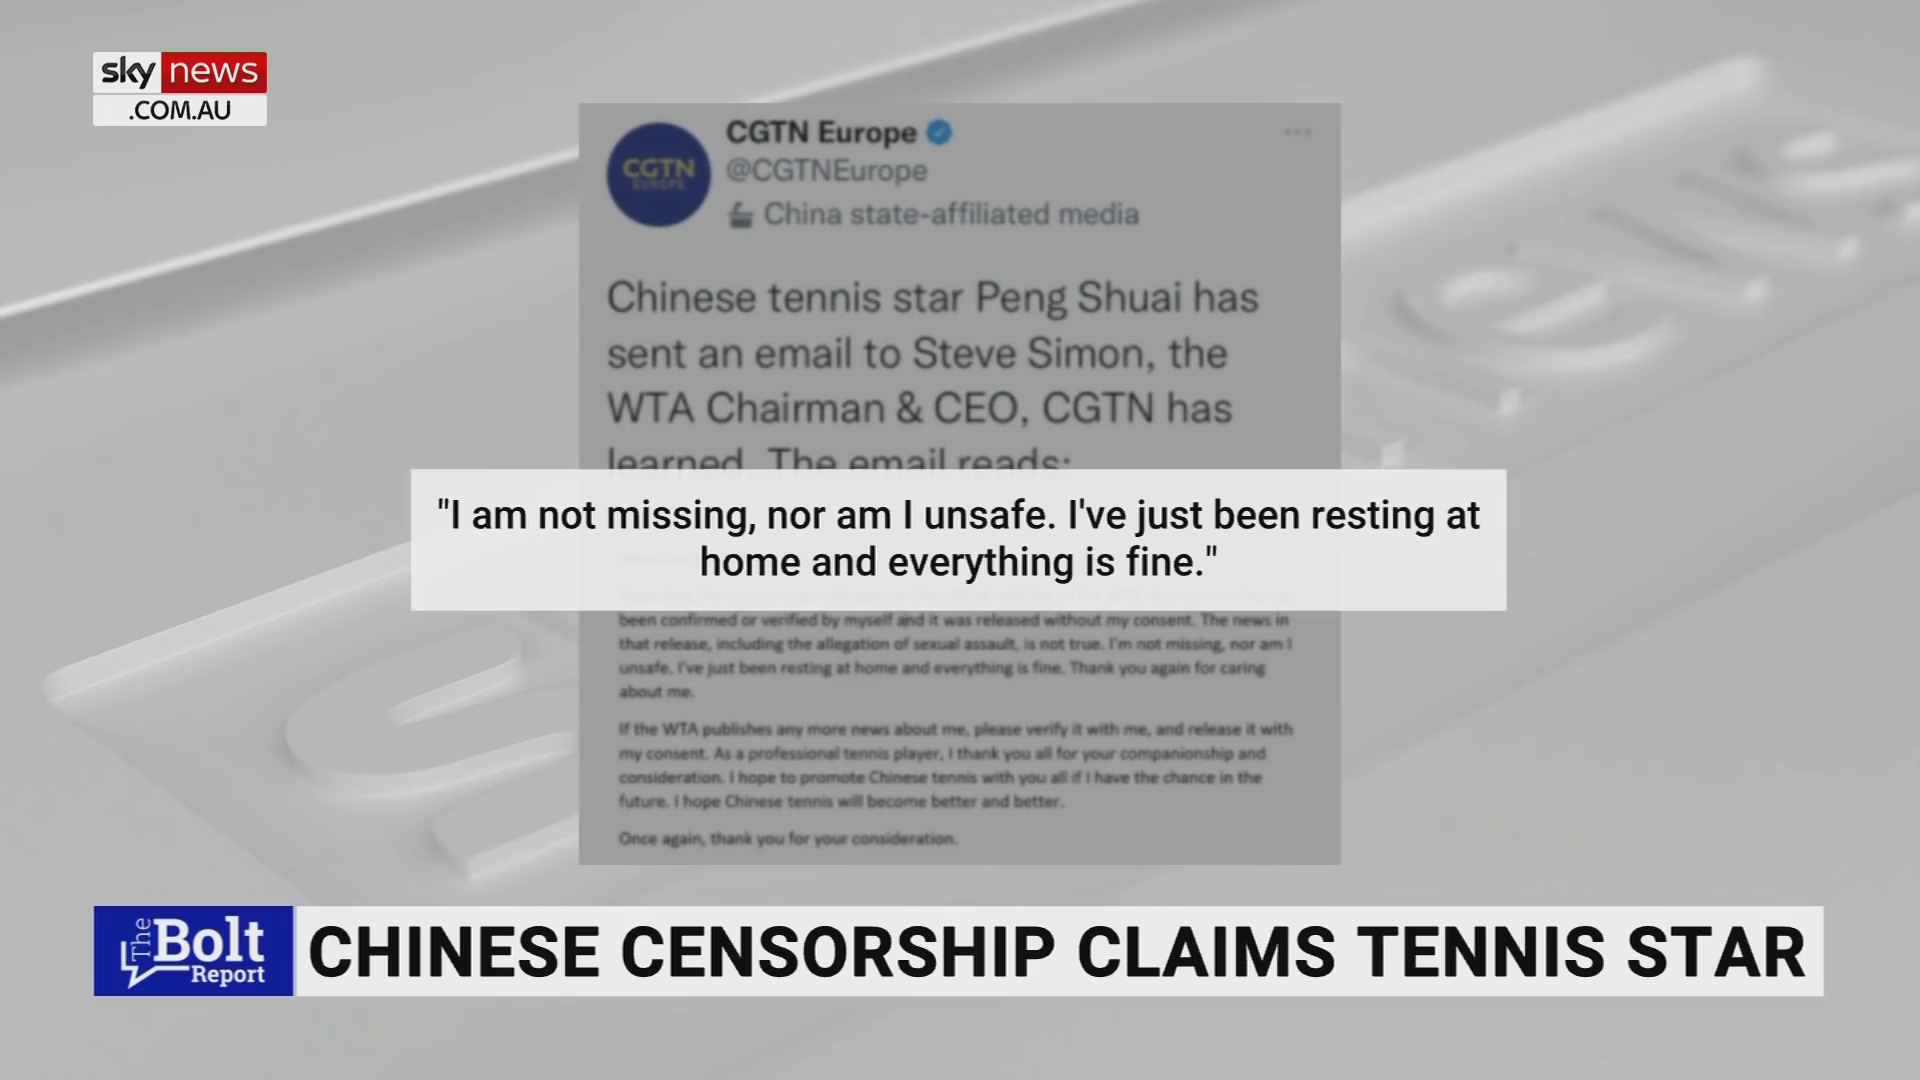 sky news
.COM.AU
CGTN Europe
@CGTNEurope
China state-affiliated media
CGTN
EUROPE
Chinese tennis star Peng Shuai has
sent an email to Steve Simon, the
WTA Chairman & CEO, CGTN has
learned. The email reads:
"I am not missing, nor am I unsafe. I've just been resting at
home and everything is fine."
been confirmed or verified by myself and it was released without my consent. The news in
that release, including the allegation of sexual assault, is not true. I'm not missing, nor am I
unsafe. I've just been resting at home and everything is fine. Thank you again for caring
about me.
If the WTA publishes any more news about me, please verify it with me, and release it with
my consent. As a professional tennis player, I thank you all for your companionship and
consideration. I hope to promote Chinese tennis with you all if I have the chance in the
future. I hope Chinese tennis will become better and better.
Once again, thank you for your consideration.
The Bolt Report
CHINESE CENSORSHIP CLAIMS TENNIS STAR